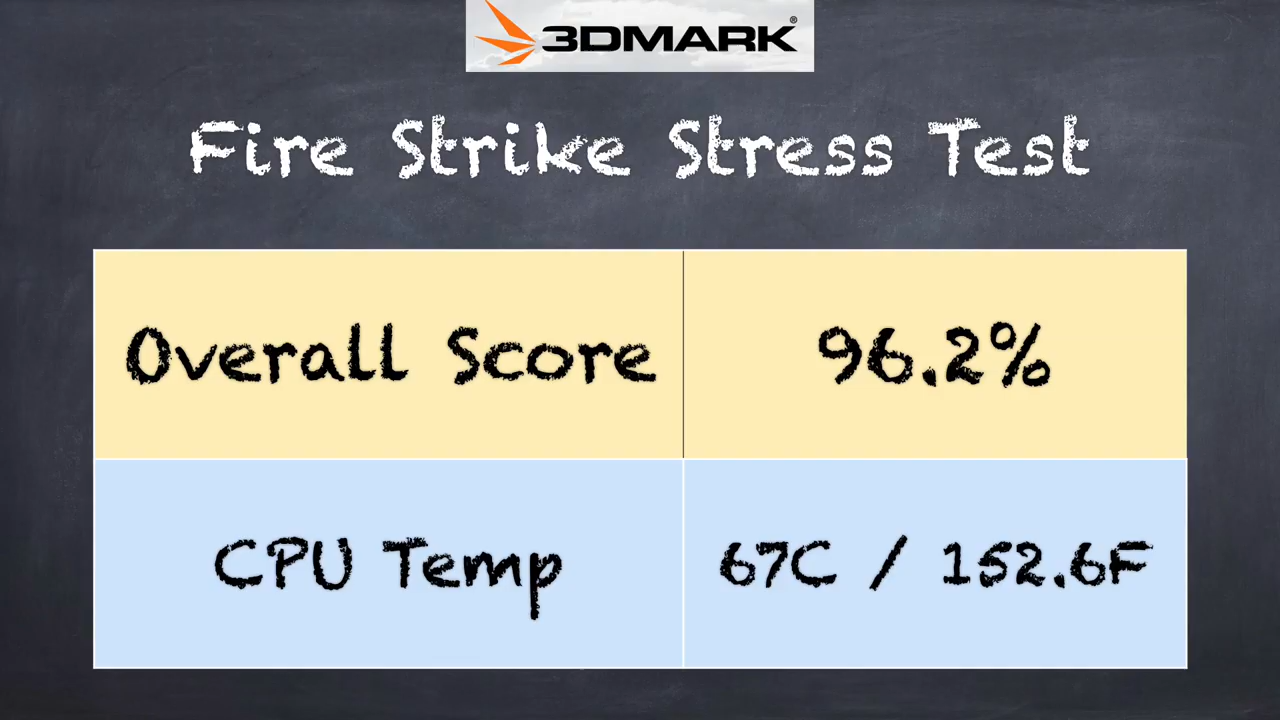 3DMARK®
Fire Strike Stress Test
Overall Score 96.2%
CPU Temp 67C / 152.6F